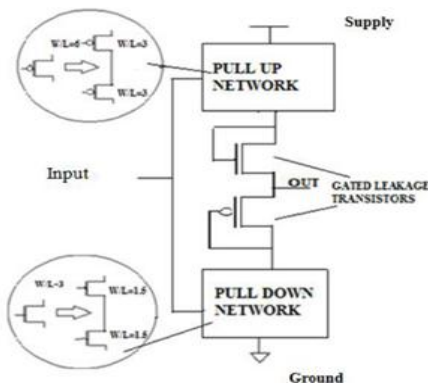 Supply
W/L=6
W/L=3
W/L=3
PULL UP
NETWORK
Input
OUT
GATED LEAKAGE
TRANSISTORS
W/L=3
W/L=1.5
W/L=1.5
PULL DOWN
NETWORK
Ground